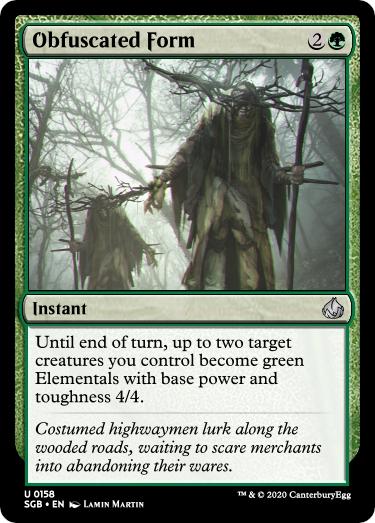 Obfuscated Form 2
Instant
Until end of turn, up to two target
creatures you control become green
Elementals with base power and
toughness 4/4.
Costumed highwaymen lurk along the
wooded roads, waiting to scare merchants
into abandoning their wares.
U 0158
SGB • EN Lamin Martin
™ & © 2020 CanterburyEgg